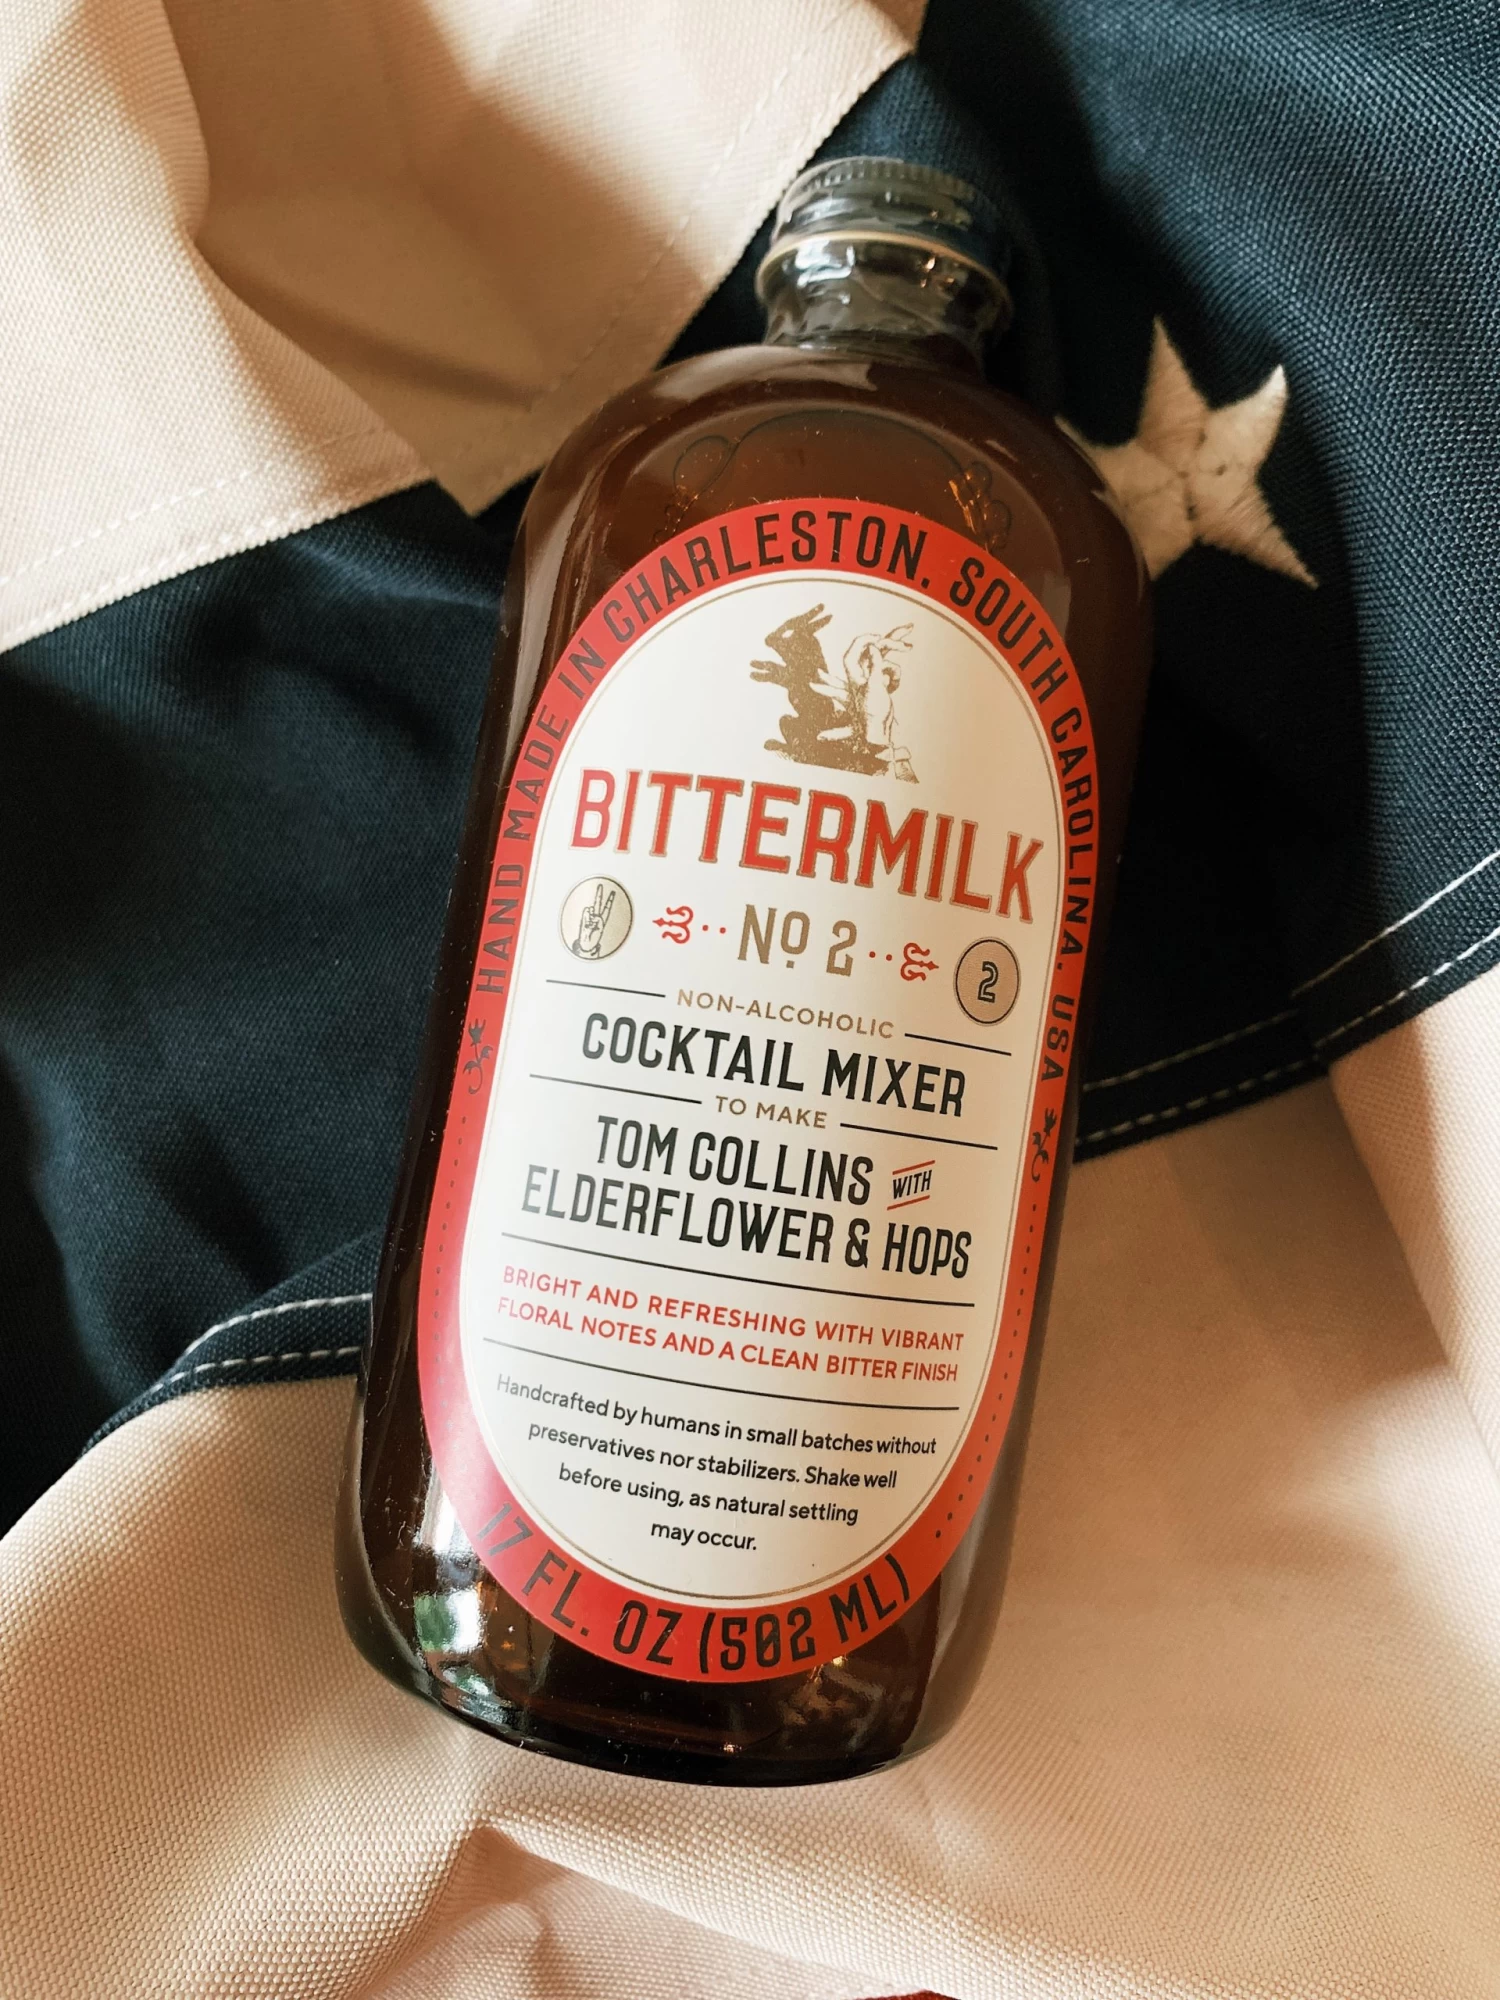 HAND MADE IN CHARLESTON, SOUTH CAROLINA, USA
BITTERMILK
Nº 2
2
NON-ALCOHOLIC
COCKTAIL MIXER
TO MAKE
TOM COLLINS WITH
ELDERFLOWER & HOPS
BRIGHT AND REFRESHING WITH VIBRANT
FLORAL NOTES AND A CLEAN BITTER FINISH
Handcrafted by humans in small batches without
preservatives nor stabilizers. Shake well
before using, as natural settling
may occur.
17 FL. OZ (502 ML)